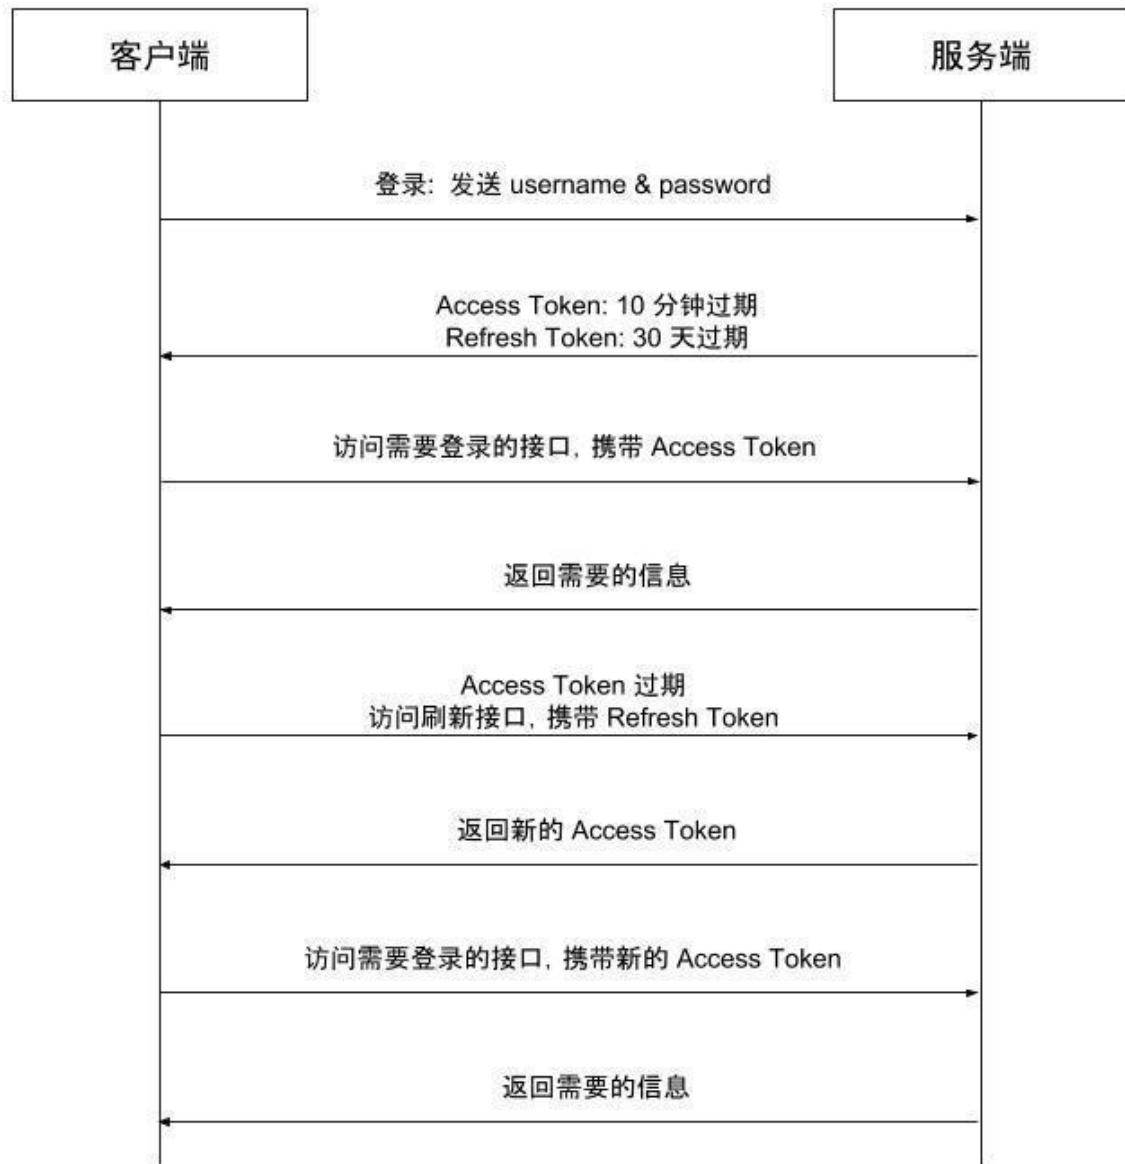 客户端
服务端
登录: 发送 username & password
Access Token: 10 分钟过期
Refresh Token: 30 天过期
访问需要登录的接口, 携带 Access Token
返回需要的信息
Access Token 过期
访问刷新接口, 携带 Refresh Token
返回新的 Access Token
访问需要登录的接口, 携带新的 Access Token
返回需要的信息